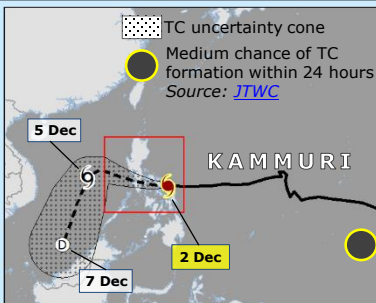 TC uncertainty cone
Medium chance of TC
formation within 24 hours
Source: JTWC
5 Dec
KAMMURI
2 Dec
D
7 Dec